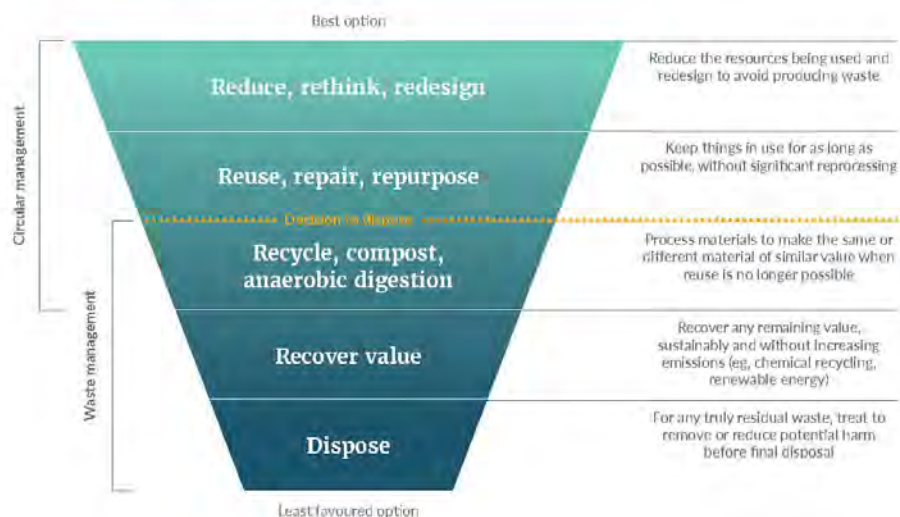 Best option
Circular management
Reduce, rethink, redesign
Reduce the resources being used and
redesign to avoid producing waste
Reuse, repair, repurpose
Keep things in use for as long as
possible, without significant reprocessing
Decision to dispose
Waste management
Recycle, compost,
anaerobic digestion
Process materials to make the same or
different material of similar value when
reuse is no longer possible
Recover value
Recover any remaining value,
sustainably and without increasing
emissions (eg, chemical recycling,
renewable energy)
Dispose
For any truly residual waste, treat to
remove or reduce potential harm
before final disposal
Least favoured option